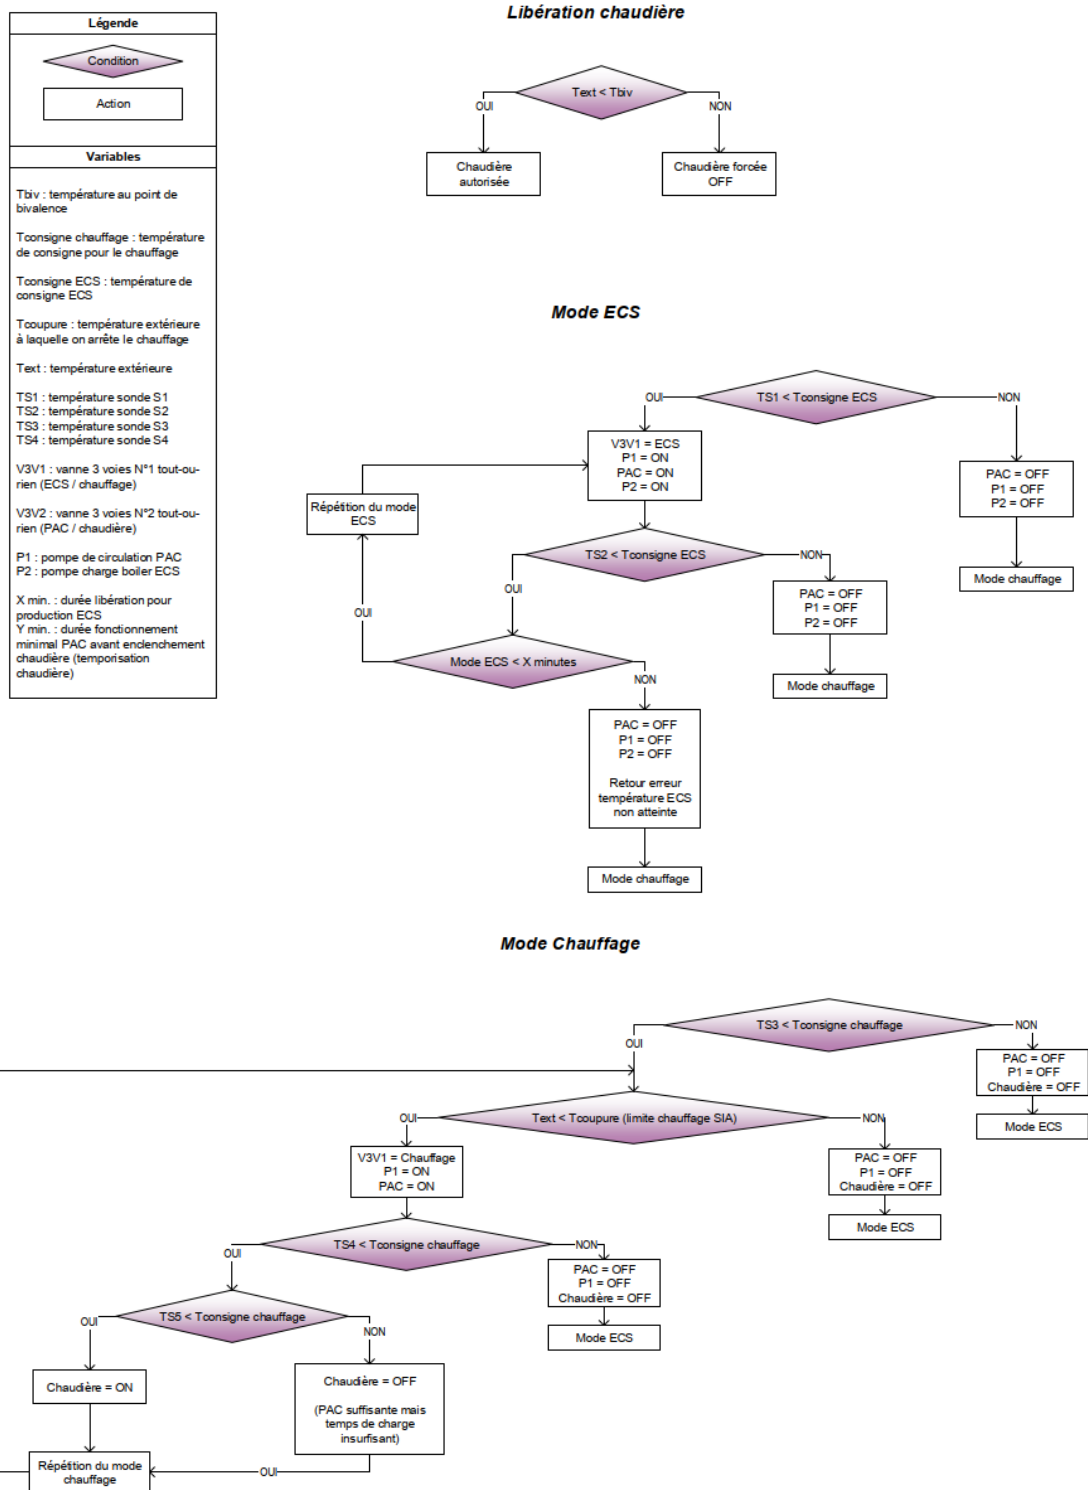 Légende
Condition
Action
Variables
Tbiv : température au point de
bivalence
Tconsigne chauffage : température
de consigne pour le chauffage
Tconsigne ECS : température de
consigne ECS
Tcoupure : température extérieure
à laquelle on arrête le chauffage
Text : température extérieure
TS1 : température sonde S1
TS2 : température sonde S2
TS3 : température sonde S3
TS4 : température sonde S4
V3V1 : vanne 3 voies N°1 tout-ou-
rien (ECS / chauffage)
V3V2 : vanne 3 voies N°2 tout-ou-
rien (PAC / chaudière)
P1 : pompe de circulation PAC
P2 : pompe charge boiler ECS
X min. : durée libération pour
production ECS
Y min. : durée fonctionnement
minimal PAC avant enclenchement
chaudière (temporisation
chaudière)
Libération chaudière
Text < Tbiv
OUI
NON
Chaudière
autorisée
Chaudière forcée
OFF
Mode ECS
TS1 < Tconsigne ECS
OUI
NON
V3V1 = ECS
P1 = ON
PAC = ON
P2 = ON
PAC = OFF
P1 = OFF
P2 = OFF
Mode chauffage
Répétition du mode
ECS
TS2 < Tconsigne ECS
OUI
NON
PAC = OFF
P1 = OFF
P2 = OFF
Mode chauffage
OUI
Mode ECS < X minutes
NON
PAC = OFF
P1 = OFF
P2 = OFF
Retour erreur
température ECS
non atteinte
Mode chauffage
Mode Chauffage
TS3 < Tconsigne chauffage
OUI
NON
PAC = OFF
P1 = OFF
Chaudière = OFF
Mode ECS
Text < Tcoupure (limite chauffage SIA)
OUI
NON
V3V1 = Chauffage
P1 = ON
PAC = ON
PAC = OFF
P1 = OFF
Chaudière = OFF
Mode ECS
TS4 < Tconsigne chauffage
OUI
NON
PAC = OFF
P1 = OFF
Chaudière = OFF
Mode ECS
TS5 < Tconsigne chauffage
OUI
NON
Chaudière = ON
Chaudière = OFF
(PAC suffisante mais
temps de charge
insurfisant)
Répétition du mode
chauffage
OUI